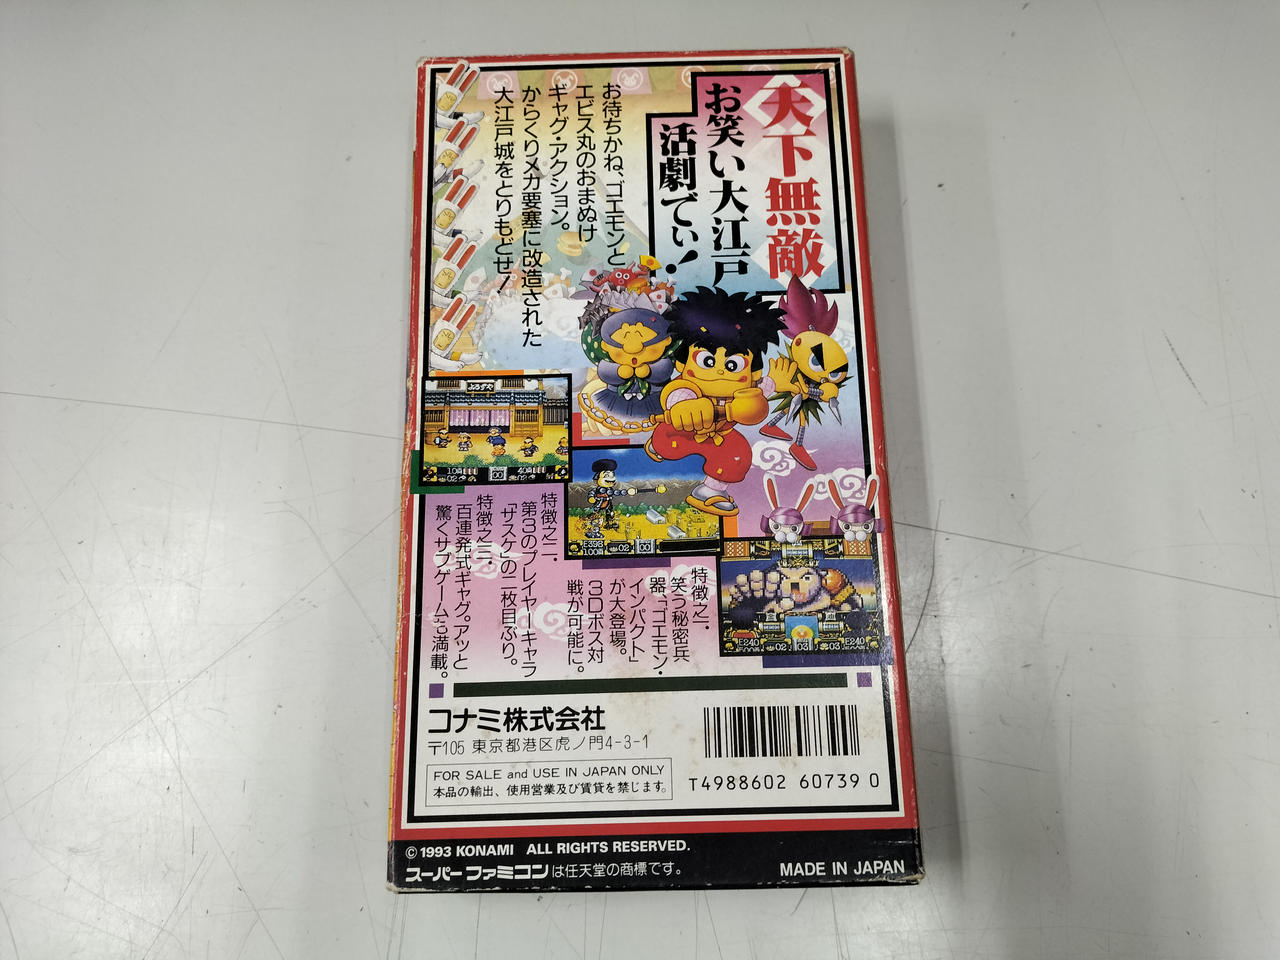 天下無敵
お笑い大江戸
活劇でぃ!
お待ちかね、ゴエモンと
エビス丸のおまぬけ
ギャグ・アクション。
からくりメカ要塞に改造された
大江戸城をとりもどせ!
よろずや
特徴之一.
笑う秘密兵
器、「ゴエモン・
インパクト」
が大登場。
3Dボス対
戦が可能に。
特徴之二.
第3のプレイヤーキャラ
「サスケ」の二枚目ぶり。
特徴之三.
百連発式ギャグ。アッと
驚くサブゲームも満載。
コナミ株式会社
〒105 東京都港区虎ノ門4-3-1
FOR SALE and USE IN JAPAN ONLY
本品の輸出、使用営業及び賃貸を禁じます。
T4988602 60739 0
© 1993 KONAMI ALL RIGHTS RESERVED.
スーパーファミコンは任天堂の商標です。
MADE IN JAPAN